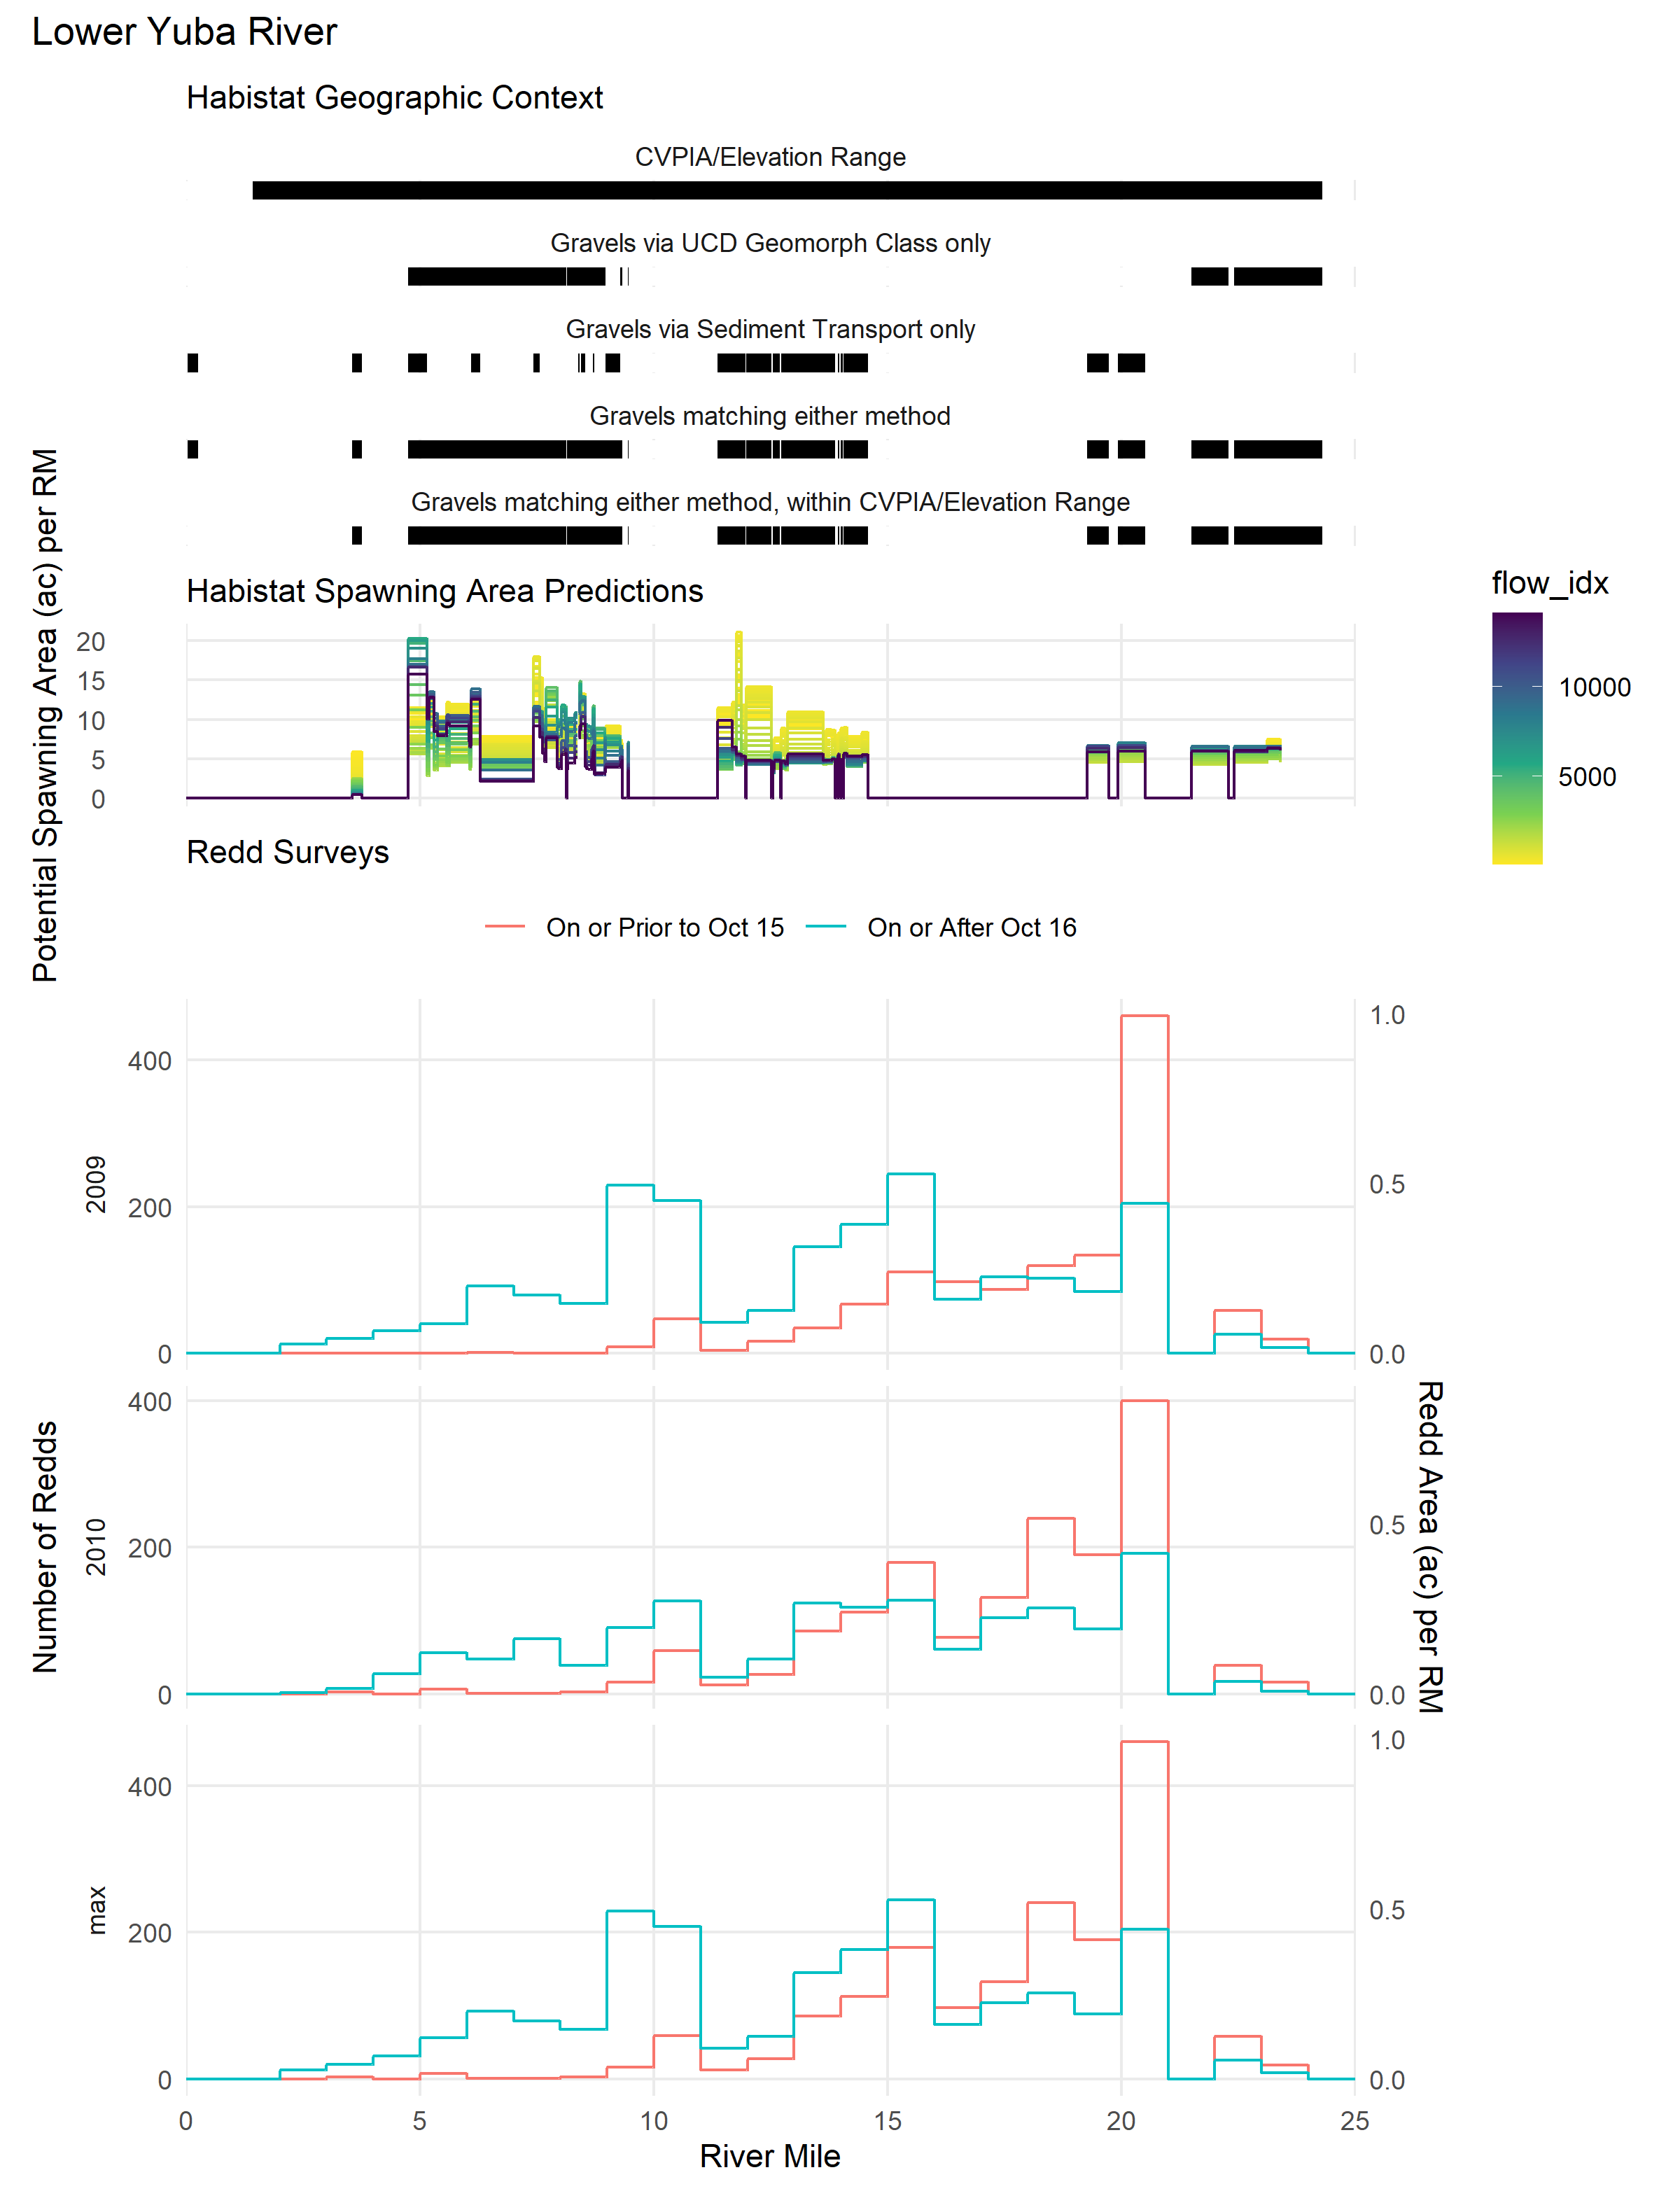 Lower Yuba River
Habistat Geographic Context
CVPIA/Elevation Range
Gravels via UCD Geomorph Class only
Gravels via Sediment Transport only
Gravels matching either method
Gravels matching either method, within CVPIA/Elevation Range
Potential Spawning Area (ac) per RM
Habistat Spawning Area Predictions
20
15
10
5
0
flow_idx
10000
5000
Redd Surveys
On or Prior to Oct 15
On or After Oct 16
Number of Redds
2009
400
200
0
1.0
0.5
0.0
2010
400
200
0
0.5
0.0
Redd Area (ac) per RM
max
400
200
0
1.0
0.5
0.0
0 5 10 15 20 25
River Mile